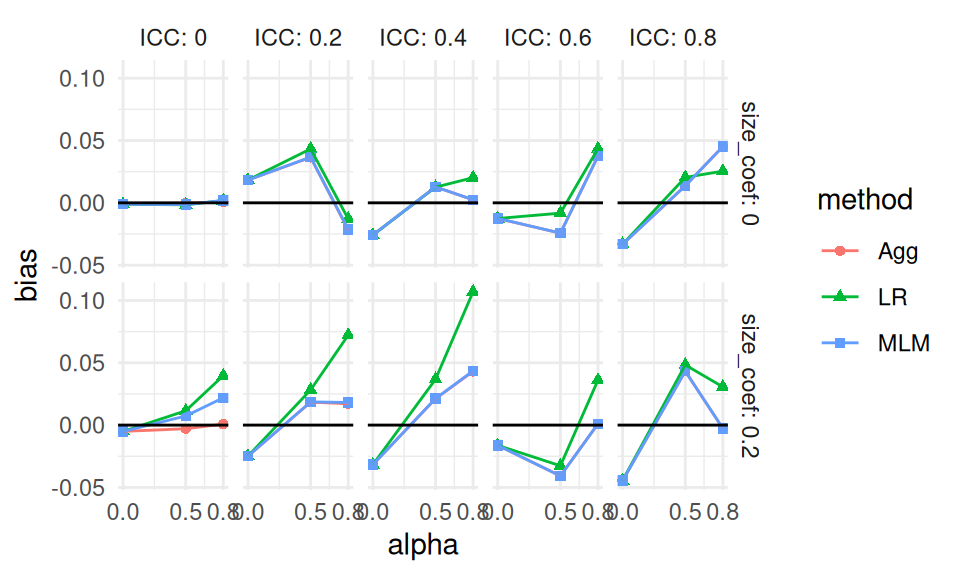 ICC: 0 ICC: 0.2 ICC: 0.4 ICC: 0.6 ICC: 0.8
0.10
0.05
0.00
-0.05
size_coef: 0
0.10
0.05
0.00
-0.05
size_coef: 0.2
bias
0.0 0.5 0.8 0.0 0.5 0.8 0.0 0.5 0.8 0.0 0.5 0.8 0.0 0.5 0.8
alpha
method
Agg
LR
MLM